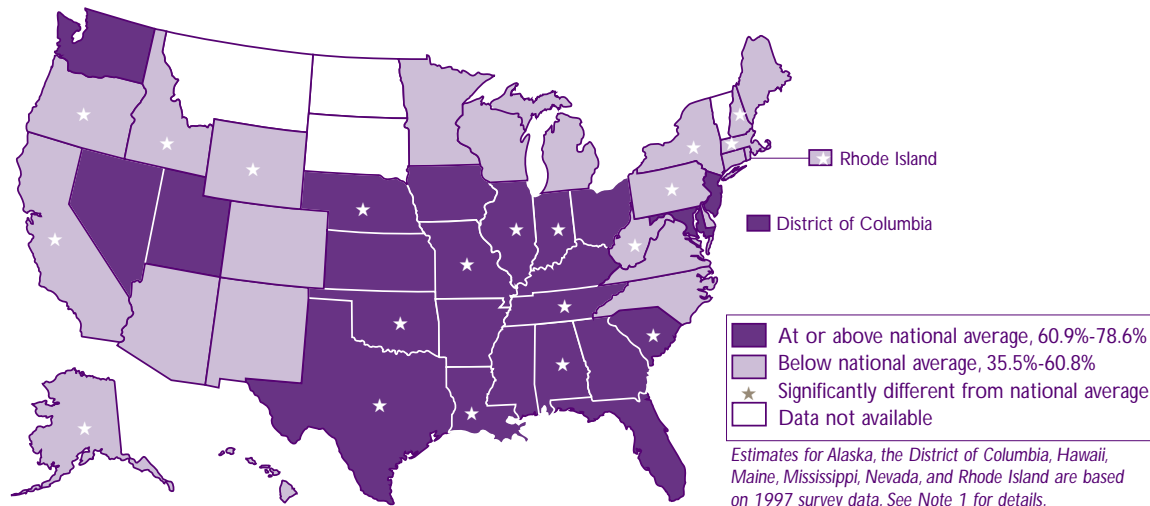 Rhode Island
District of Columbia
At or above national average, 60.9%-78.6%
Below national average, 35.5%-60.8%
Significantly different from national average
Data not available
Estimates for Alaska, the District of Columbia, Hawaii,
Maine, Mississippi, Nevada, and Rhode Island are based
on 1997 survey data. See Note 1 for details.